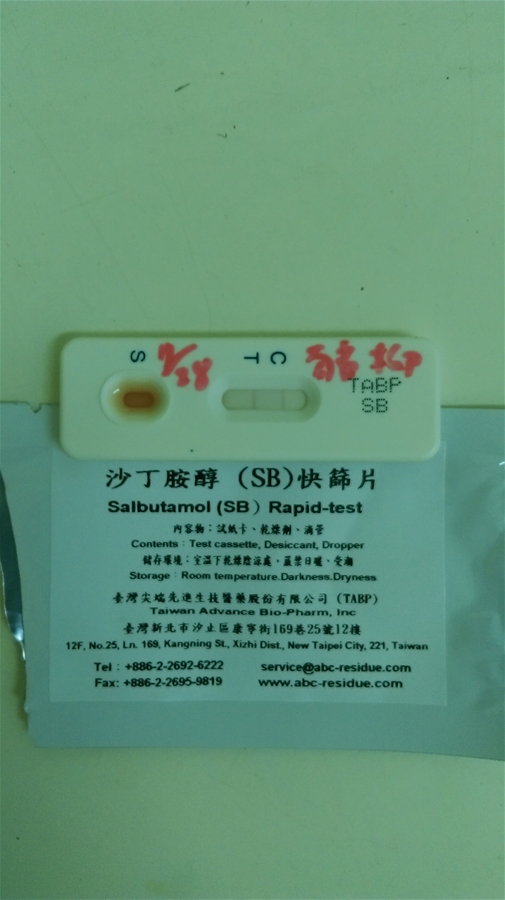 S
T
C
7/28
TABP
SB
沙丁胺醇 (SB)快篩片
Salbutamol (SB) Rapid-test
內容物：試紙卡、乾燥劑、滴管
Contents：Test cassette, Desiccant, Dropper
儲存環境：室溫下乾燥陰涼處，嚴禁日曬、受潮
Storage：Room temperature.Darkness.Dryness
臺灣尖端先進生技醫藥股份有限公司 (TABP)
Taiwan Advance Bio-Pharm, Inc
臺灣新北市汐止區康寧街169巷25號12樓
12F, No.25, Ln. 169, Kangning St., Xizhi Dist., New Taipei City, 221, Taiwan
Tel：+886-2-2692-6222 service@abc-residue.com
Fax: +886-2-2695-9819 www.abc-residue.com